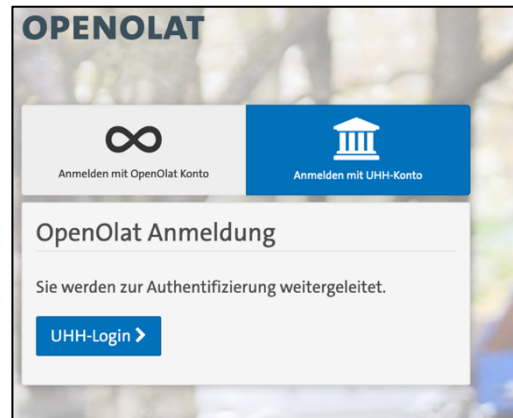 OPENOLAT
Anmelden mit OpenOlat Konto
Anmelden mit UHH-Konto
OpenOlat Anmeldung
Sie werden zur Authentifizierung weitergeleitet.
UHH-Login